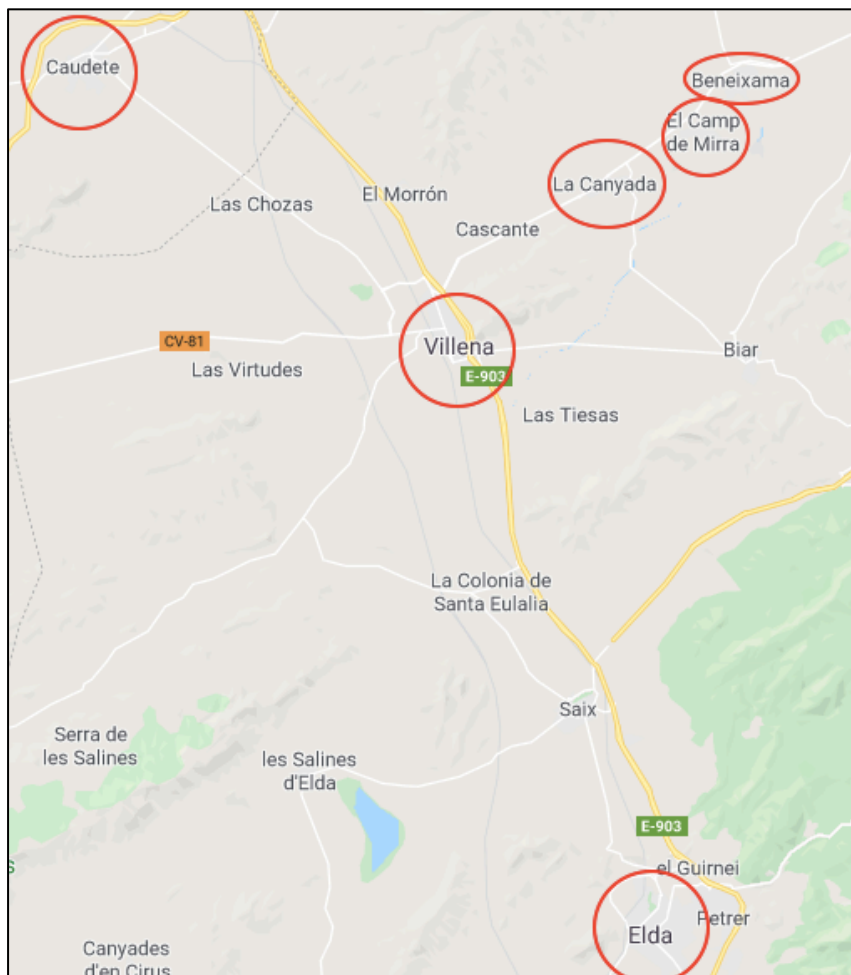 Caudete
Beneixama
El Camp
de Mirra
La Canyada
El Morrón
Las Chozas
Cascante
CV-81
Villena
Biar
Las Virtudes
E-903
Las Tiesas
La Colonia de
Santa Eulalia
Saix
Serra de
les Salines
les Salines
d'Elda
E-903
el Guirnei
s
Petrer
Elda
Canyades
d'en Cirus